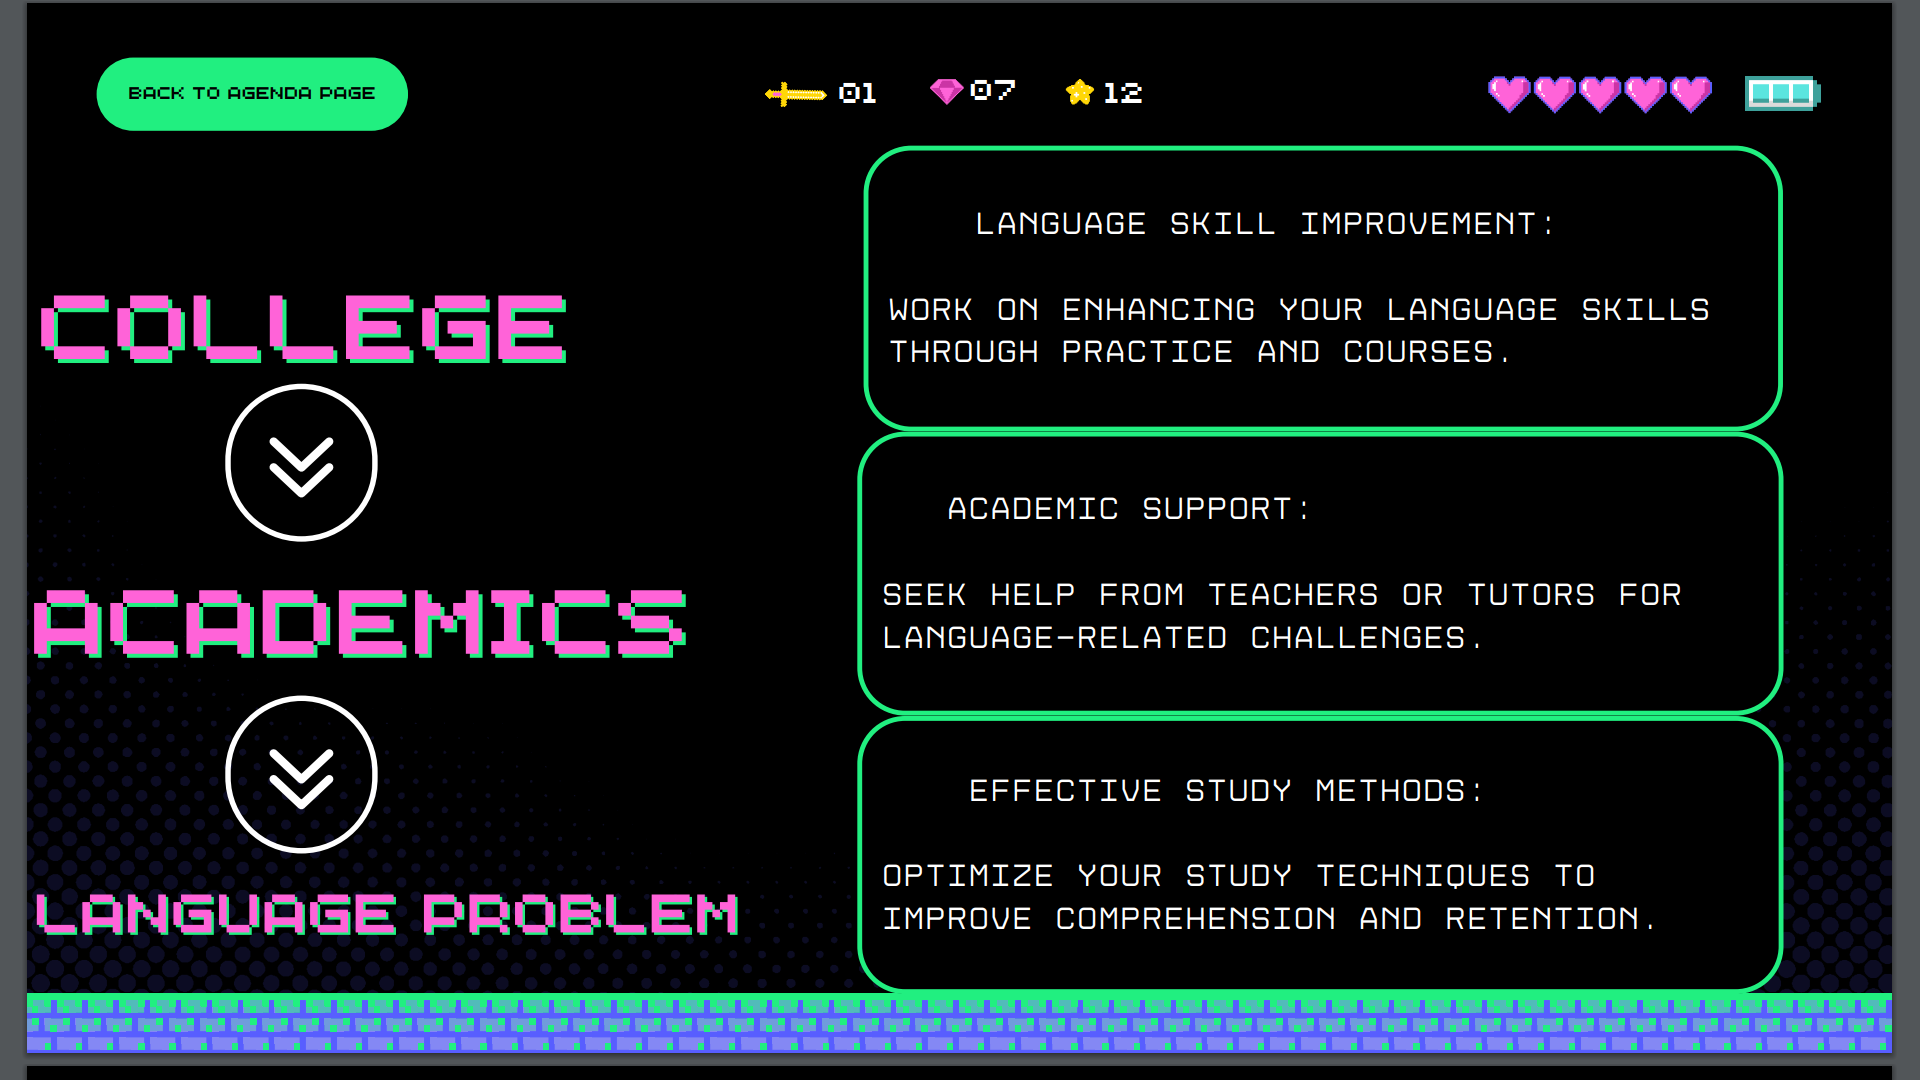 BACK TO AGENDA PAGE
01
07
12
COLLEGE
ACADEMICS
LANGUAGE PROBLEM
LANGUAGE SKILL IMPROVEMENT:
WORK ON ENHANCING YOUR LANGUAGE SKILLS
THROUGH PRACTICE AND COURSES.
ACADEMIC SUPPORT:
SEEK HELP FROM TEACHERS OR TUTORS FOR
LANGUAGE-RELATED CHALLENGES.
EFFECTIVE STUDY METHODS:
OPTIMIZE YOUR STUDY TECHNIQUES TO
IMPROVE COMPREHENSION AND RETENTION.